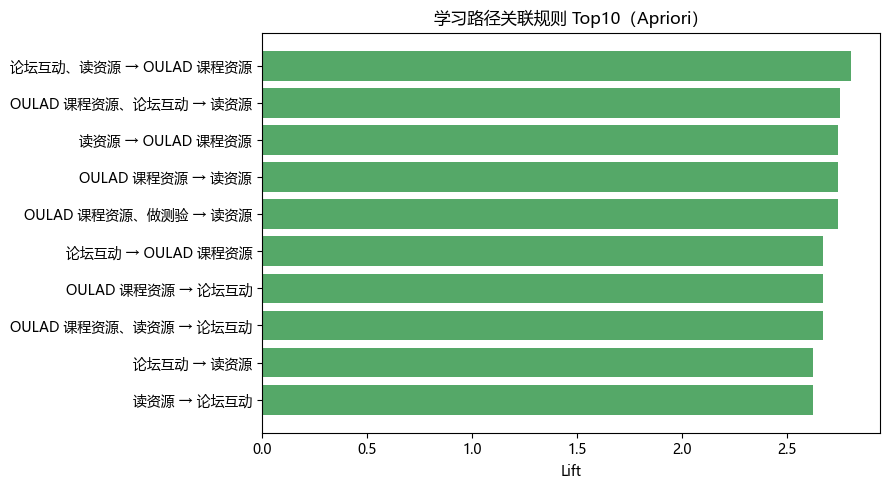 学习路径关联规则 Top10（Apriori）
论坛互动、读资源 → OULAD 课程资源
OULAD 课程资源、论坛互动 → 读资源
读资源 → OULAD 课程资源
OULAD 课程资源 → 读资源
OULAD 课程资源、做测验 → 读资源
论坛互动 → OULAD 课程资源
OULAD 课程资源 → 论坛互动
OULAD 课程资源、读资源 → 论坛互动
论坛互动 → 读资源
读资源 → 论坛互动
0.0 0.5 1.0 1.5 2.0 2.5
Lift